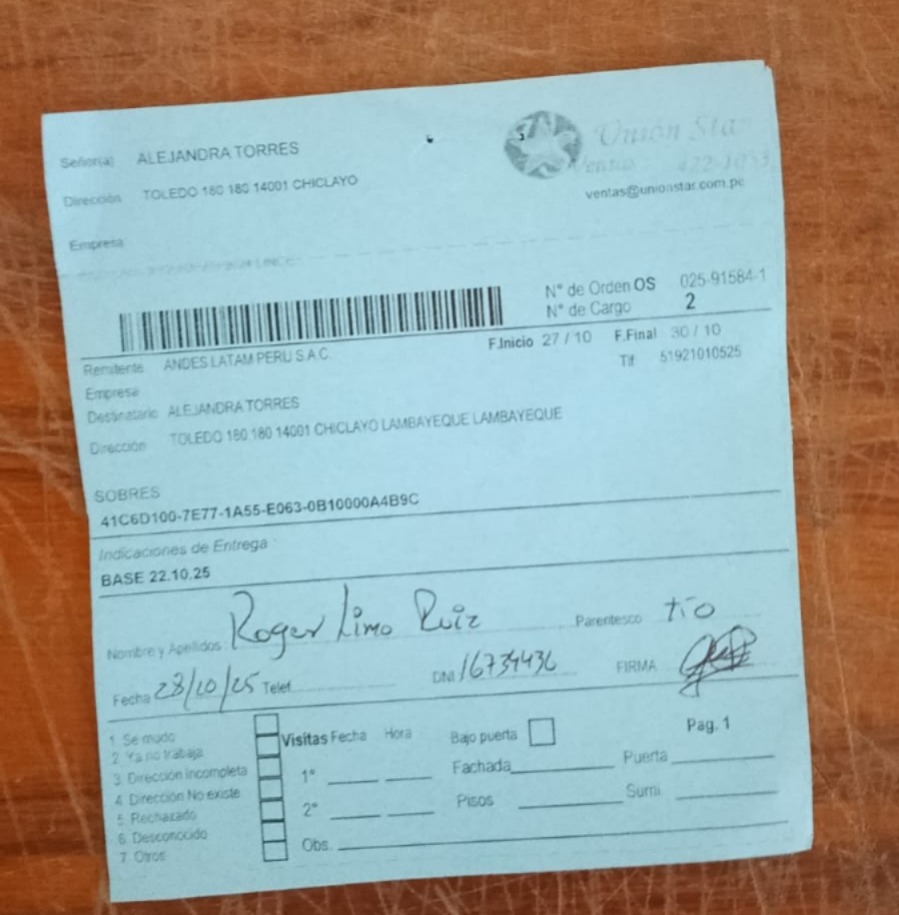 Señor(a) ALEJANDRA TORRES
Unión Star
Ventas 422-1033
Dirección TOLEDO 180 180 14001 CHICLAYO
ventas@unionstar.com.pe
Empresa
N° de Orden OS 025-91584-1
N° de Cargo 2
F.Inicio 27 / 10 F.Final 30 / 10
Remitente ANDES LATAM PERU S.A.C.
Tlf 51921010525
Empresa
Destinatario ALEJANDRA TORRES
Dirección TOLEDO 180 180 14001 CHICLAYO LAMBAYEQUE LAMBAYEQUE
SOBRES
41C6D100-7E77-1A55-E063-0B10000A4B9C
Indicaciones de Entrega
BASE 22.10.25
Nombre y Apellidos Roger Limo Ruiz Parentesco tío
Fecha 28/10/25 Telef. DNI 16734436 FIRMA
1. Se mudo
2. Ya no trabaja
3. Dirección incompleta
4. Dirección No existe
5. Rechazado
6. Desconocido
7. Otros
Visitas Fecha Hora Bajo puerta Pag. 1
1° Fachada Puerta
2° Pisos Sumi
Obs.